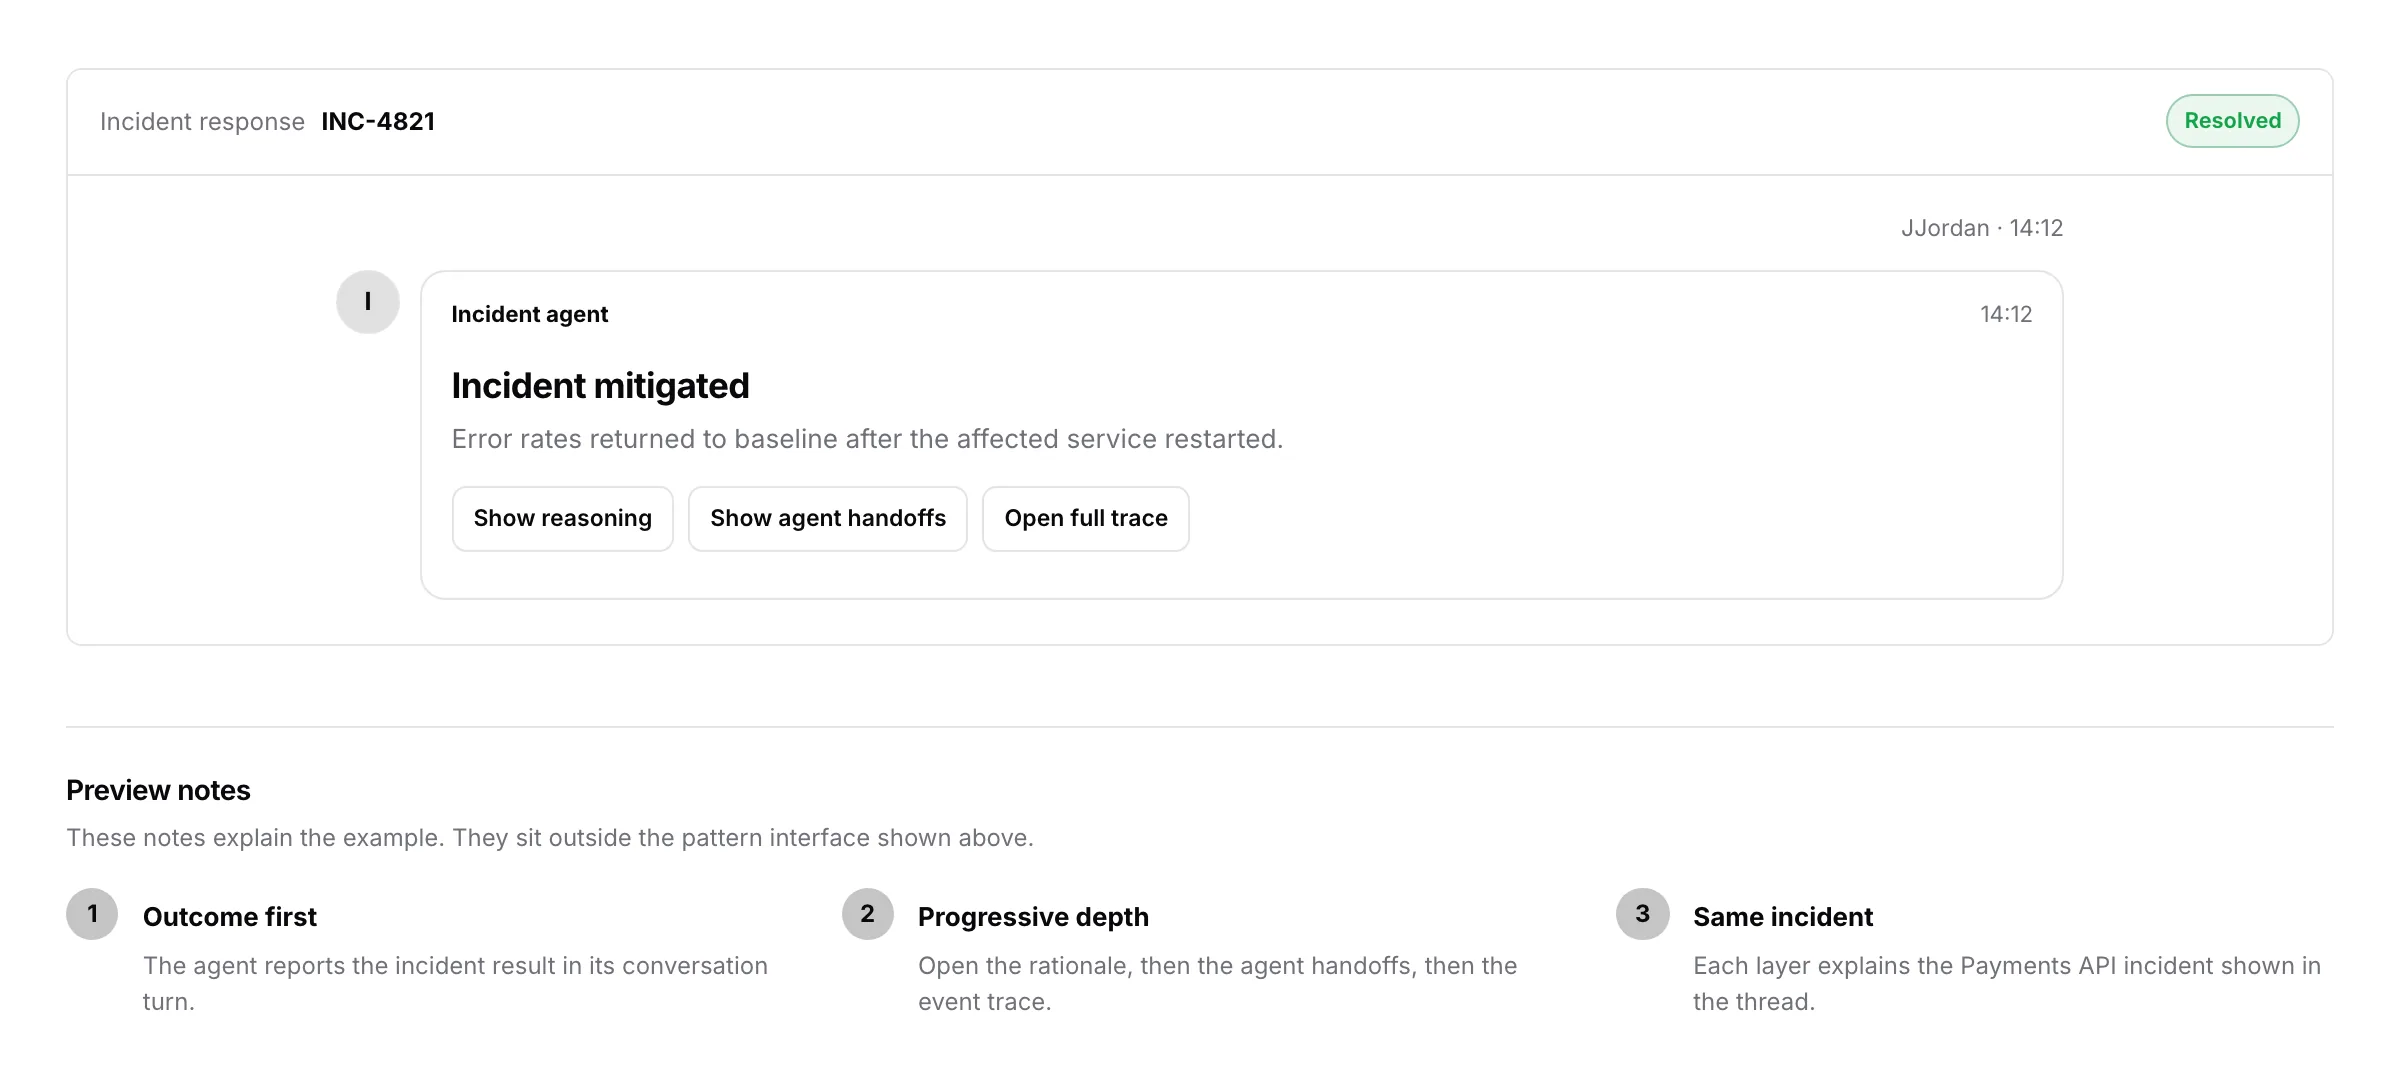 Incident response INC-4821
Resolved
JJordan · 14:12
I
Incident agent
14:12
Incident mitigated
Error rates returned to baseline after the affected service restarted.
Show reasoning
Show agent handoffs
Open full trace
Preview notes
These notes explain the example. They sit outside the pattern interface shown above.
1
Outcome first
The agent reports the incident result in its conversation
turn.
2
Progressive depth
Open the rationale, then the agent handoffs, then the
event trace.
3
Same incident
Each layer explains the Payments API incident shown in
the thread.